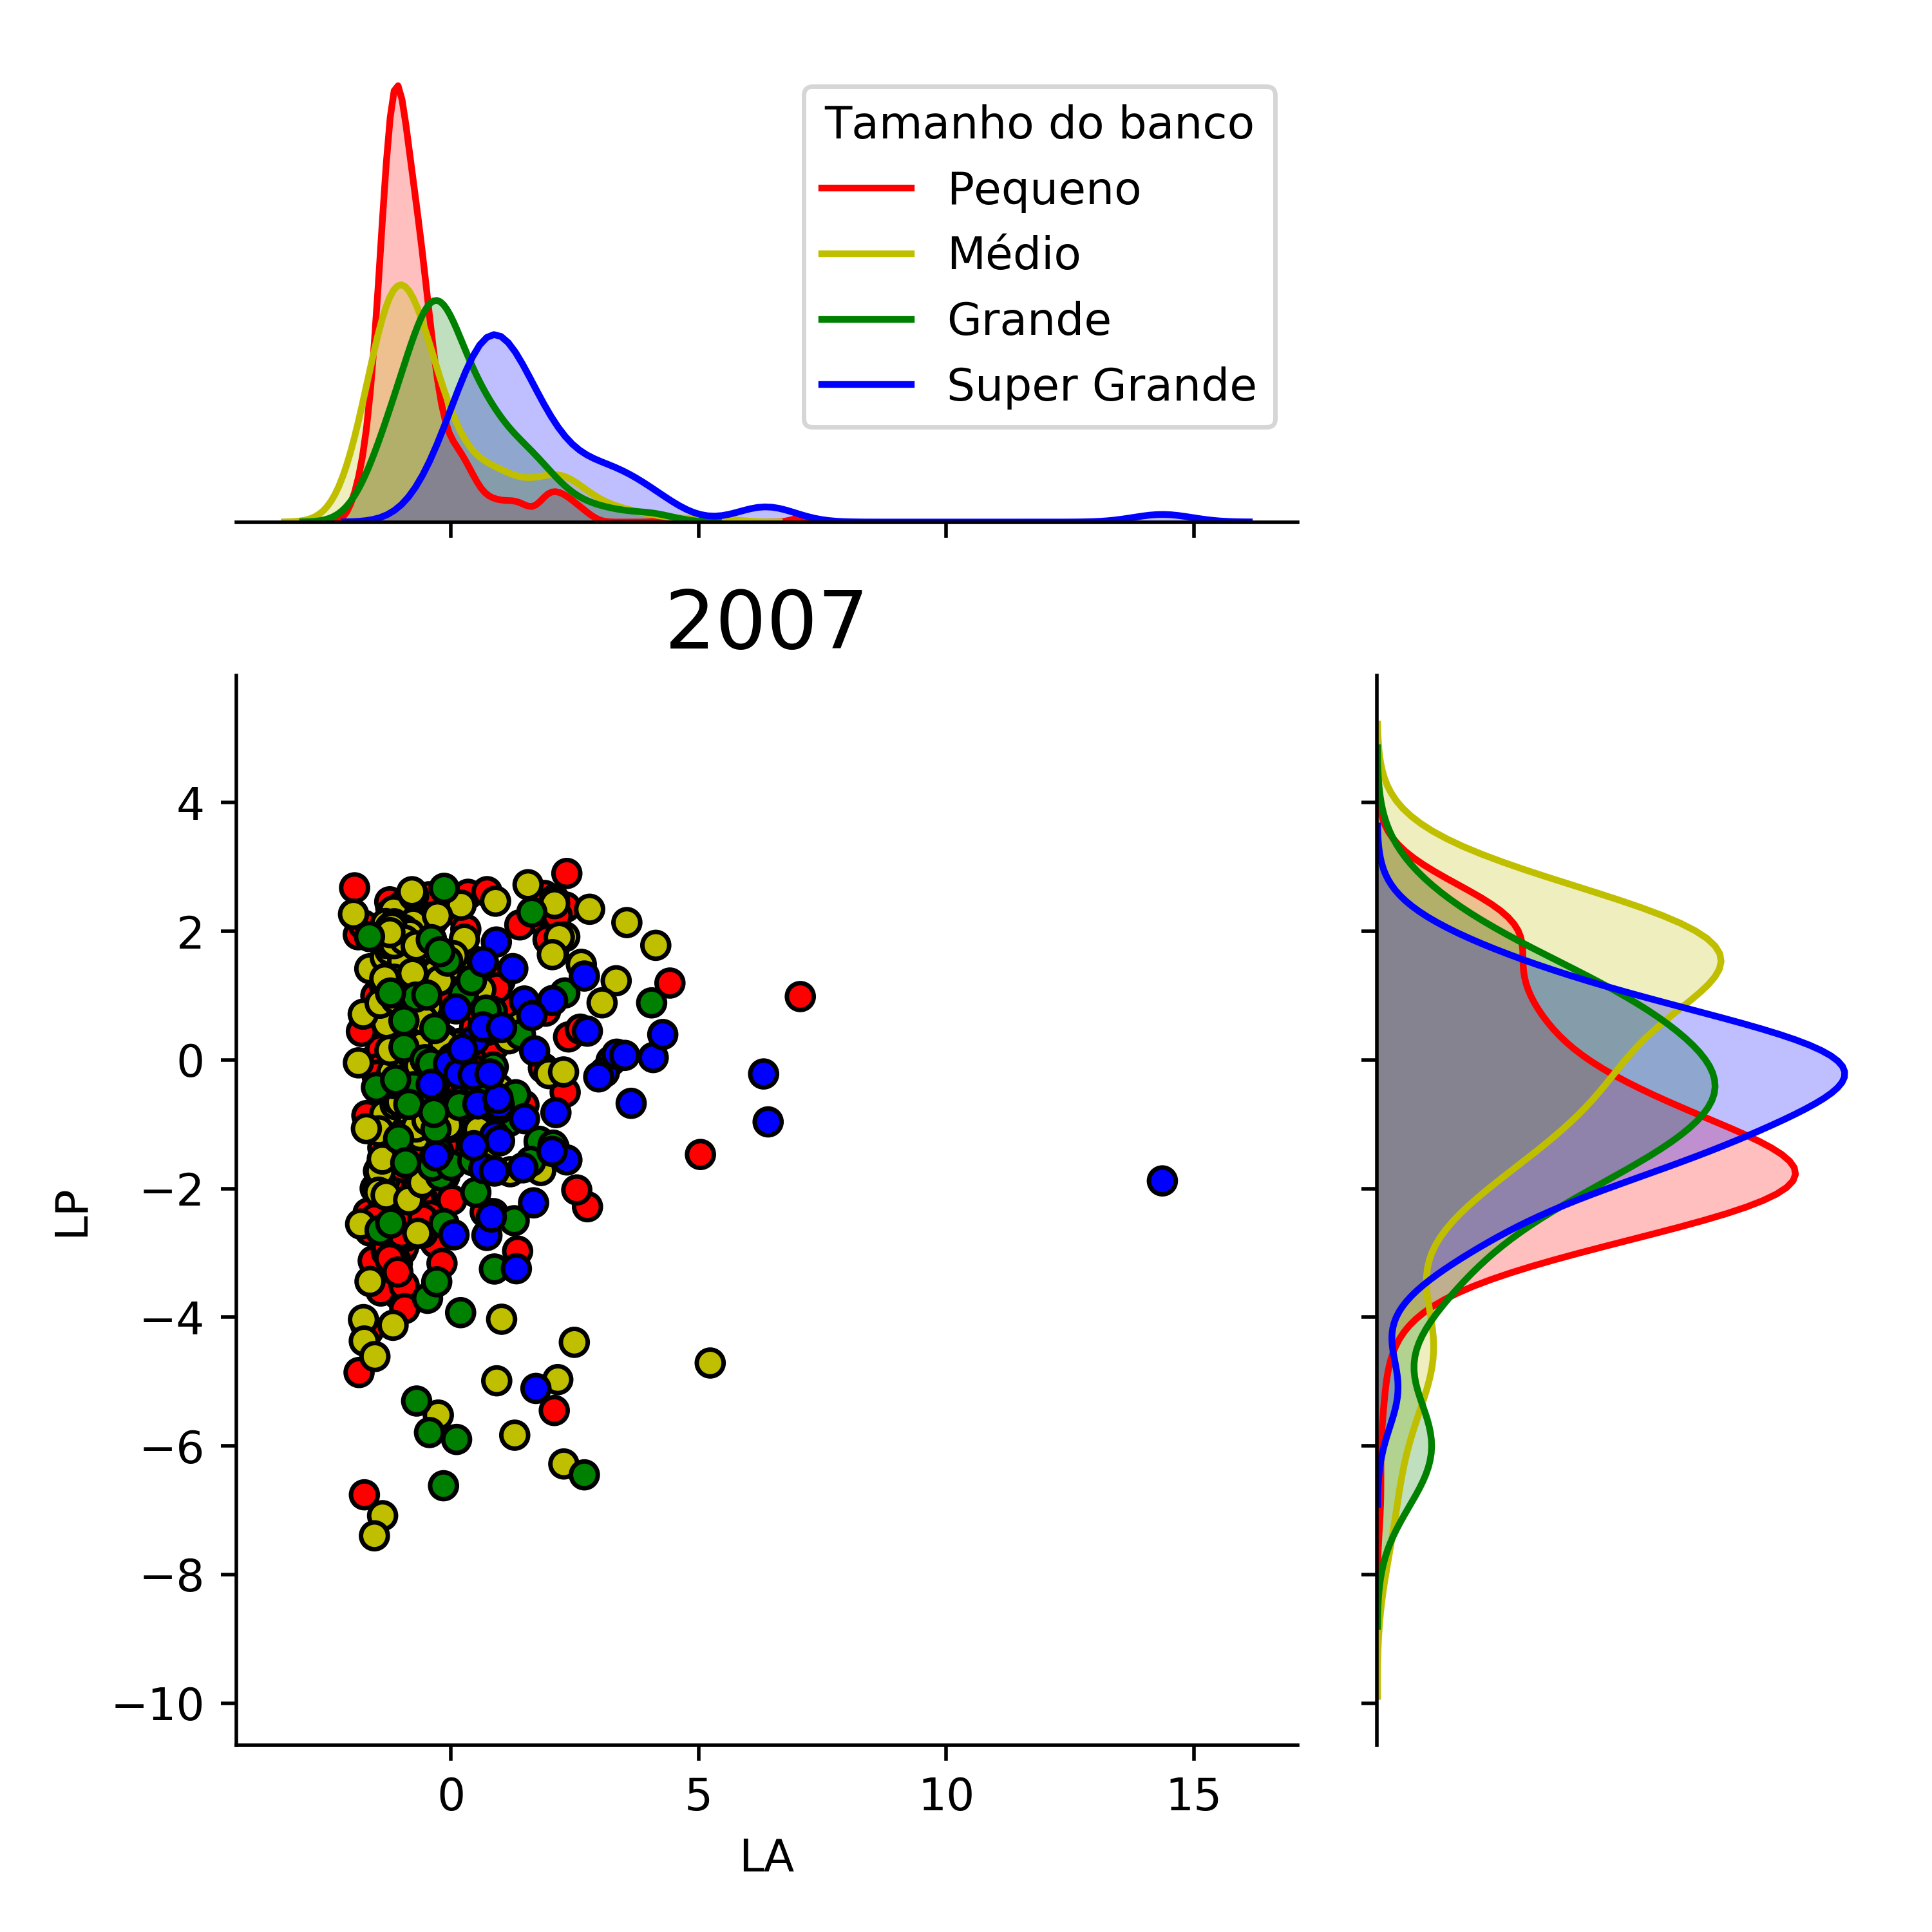 Tamanho do banco
Pequeno
Médio
Grande
Super Grande
2007
LP
4
2
0
−2
−4
−6
−8
−10
0 5 10 15
LA